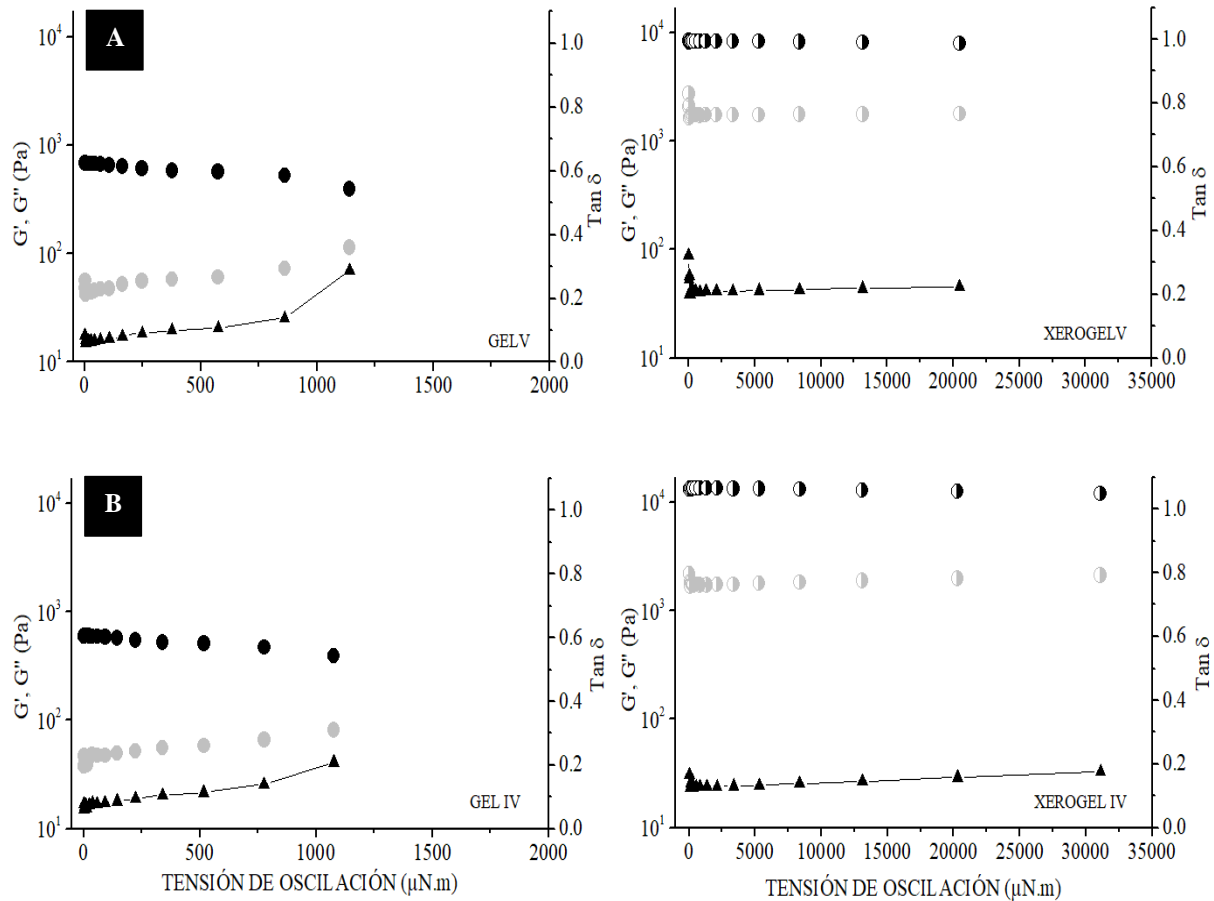 A
10⁴
10³
10²
10¹
G', G'' (Pa)
1.0
0.8
0.6
0.4
0.2
0.0
Tan δ
GELV
0 500 1000 1500 2000
10⁴
10³
10²
10¹
G', G'' (Pa)
1.0
0.8
0.6
0.4
0.2
0.0
Tan δ
XEROGELV
0 5000 10000 15000 20000 25000 30000 35000
B
10⁴
10³
10²
10¹
G', G'' (Pa)
1.0
0.8
0.6
0.4
0.2
0.0
Tan δ
GEL IV
0 500 1000 1500 2000
TENSIÓN DE OSCILACIÓN (µN.m)
10⁴
10³
10²
10¹
G', G'' (Pa)
1.0
0.8
0.6
0.4
0.2
0.0
Tan δ
XEROGEL IV
0 5000 10000 15000 20000 25000 30000 35000
TENSIÓN DE OSCILACIÓN (µN.m)